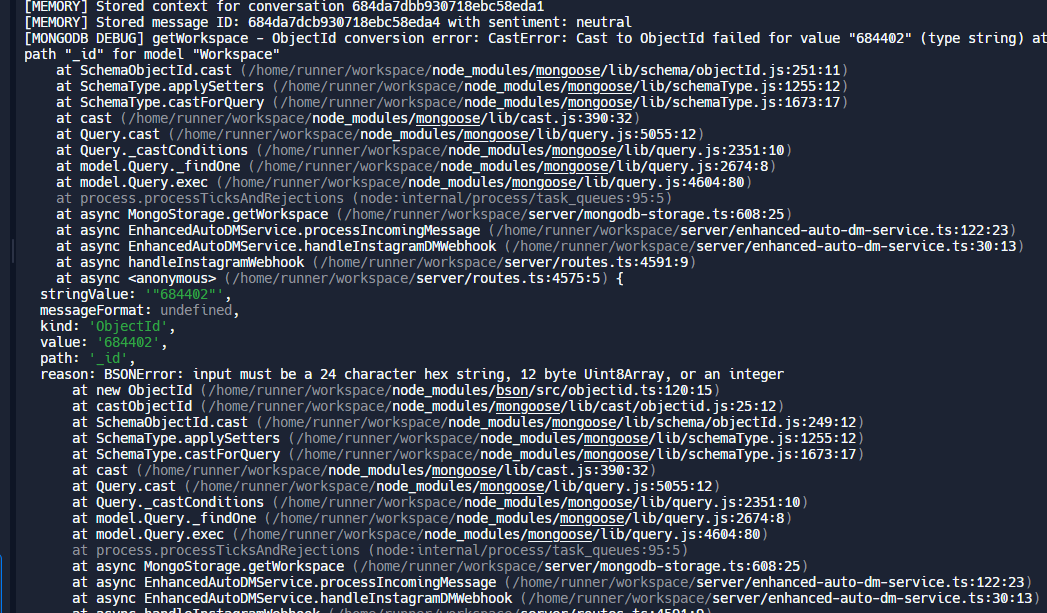 [MEMORY] Stored context for conversation 684da7dbb930718ebc58eda1
[MEMORY] Stored message ID: 684da7dcb930718ebc58eda4 with sentiment: neutral
[MONGODB DEBUG] getWorkspace - ObjectId conversion error: CastError: Cast to ObjectId failed for value "684402" (type string) at
path "_id" for model "Workspace"
at SchemaObjectId.cast (/home/runner/workspace/node_modules/mongoose/lib/schema/objectId.js:251:11)
at SchemaType.applySetters (/home/runner/workspace/node_modules/mongoose/lib/schemaType.js:1255:12)
at SchemaType.castForQuery (/home/runner/workspace/node_modules/mongoose/lib/schemaType.js:1673:17)
at cast (/home/runner/workspace/node_modules/mongoose/lib/cast.js:390:32)
at Query.cast (/home/runner/workspace/node_modules/mongoose/lib/query.js:5055:12)
at Query._castConditions (/home/runner/workspace/node_modules/mongoose/lib/query.js:2351:10)
at model.Query._findOne (/home/runner/workspace/node_modules/mongoose/lib/query.js:2674:8)
at model.Query.exec (/home/runner/workspace/node_modules/mongoose/lib/query.js:4604:80)
at process.processTicksAndRejections (node:internal/process/task_queues:95:5)
at async MongoStorage.getWorkspace (/home/runner/workspace/server/mongodb-storage.ts:608:25)
at async EnhancedAutoDMService.processIncomingMessage (/home/runner/workspace/server/enhanced-auto-dm-service.ts:122:23)
at async EnhancedAutoDMService.handleInstagramDMWebhook (/home/runner/workspace/server/enhanced-auto-dm-service.ts:30:13)
at async handleInstagramWebhook (/home/runner/workspace/server/routes.ts:4591:9)
at async <anonymous> (/home/runner/workspace/server/routes.ts:4575:5) {
stringValue: '"684402"',
messageFormat: undefined,
kind: 'ObjectId',
value: '684402',
path: '_id',
reason: BSONError: input must be a 24 character hex string, 12 byte Uint8Array, or an integer
at new ObjectId (/home/runner/workspace/node_modules/bson/src/objectid.ts:120:15)
at castObjectId (/home/runner/workspace/node_modules/mongoose/lib/cast/objectid.js:25:12)
at SchemaObjectId.cast (/home/runner/workspace/node_modules/mongoose/lib/schema/objectId.js:249:12)
at SchemaType.applySetters (/home/runner/workspace/node_modules/mongoose/lib/schemaType.js:1255:12)
at SchemaType.castForQuery (/home/runner/workspace/node_modules/mongoose/lib/schemaType.js:1673:17)
at cast (/home/runner/workspace/node_modules/mongoose/lib/cast.js:390:32)
at Query.cast (/home/runner/workspace/node_modules/mongoose/lib/query.js:5055:12)
at Query._castConditions (/home/runner/workspace/node_modules/mongoose/lib/query.js:2351:10)
at model.Query._findOne (/home/runner/workspace/node_modules/mongoose/lib/query.js:2674:8)
at model.Query.exec (/home/runner/workspace/node_modules/mongoose/lib/query.js:4604:80)
at process.processTicksAndRejections (node:internal/process/task_queues:95:5)
at async MongoStorage.getWorkspace (/home/runner/workspace/server/mongodb-storage.ts:608:25)
at async EnhancedAutoDMService.processIncomingMessage (/home/runner/workspace/server/enhanced-auto-dm-service.ts:122:23)
at async EnhancedAutoDMService.handleInstagramDMWebhook (/home/runner/workspace/server/enhanced-auto-dm-service.ts:30:13)
at async handleInstagramWebhook (/home/runner/workspace/server/routes.ts:4591:9)